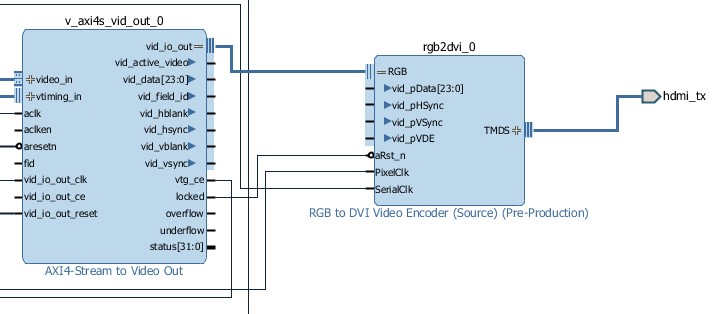 v_axi4s_vid_out_0
vid_io_out
vid_active_video
video_in
vid_data[23:0]
vtiming_in
vid_field_id
aclk
vid_hblank
aclken
vid_hsync
aresetn
vid_vblank
fid
vid_vsync
vid_io_out_clk
vtg_ce
vid_io_out_ce
locked
vid_io_out_reset
overflow
underflow
status[31:0]
AXI4-Stream to Video Out
rgb2dvi_0
RGB
vid_pData[23:0]
vid_pHSync
vid_pVSync
vid_pVDE
aRst_n
PixelClk
SerialClk
TMDS
RGB to DVI Video Encoder (Source) (Pre-Production)
hdmi_tx